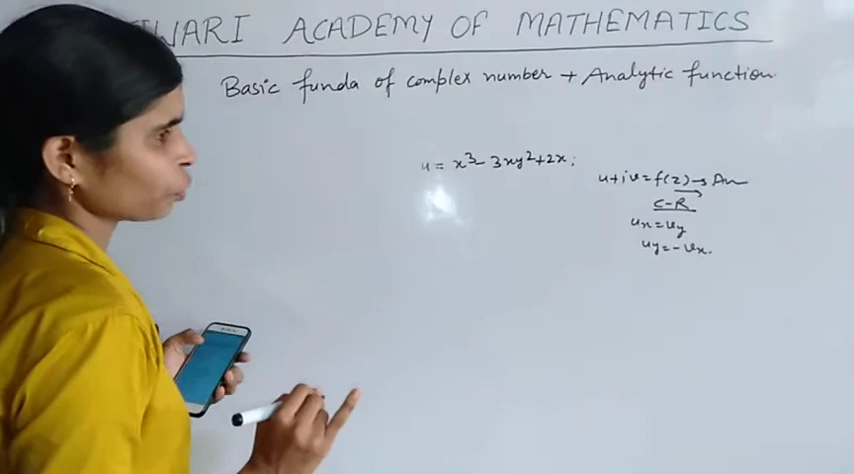 TIWARI ACADEMY OF MATHEMATICS
Basic funda of complex number + Analytic function.
u = x³ - 3xy² + 2x ;
u+iv = f(z) → An
C-R
ux = vy
uy = - vx.